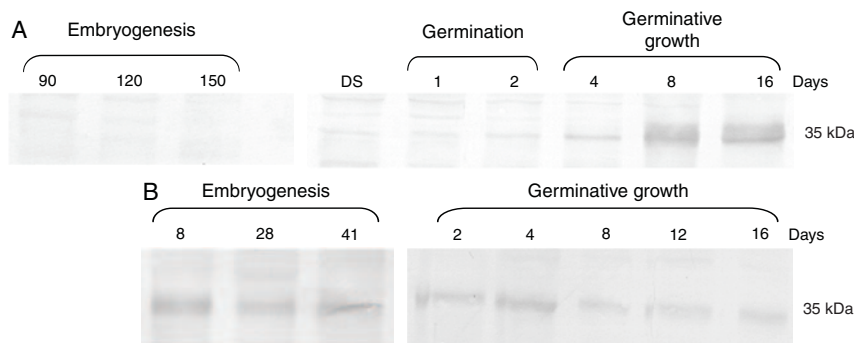 A
Embryogenesis
Germination
Germinative
growth
90 120 150 DS 1 2 4 8 16 Days
35 kDa
B
Embryogenesis Germinative growth
8 28 41 2 4 8 12 16 Days
35 kDa